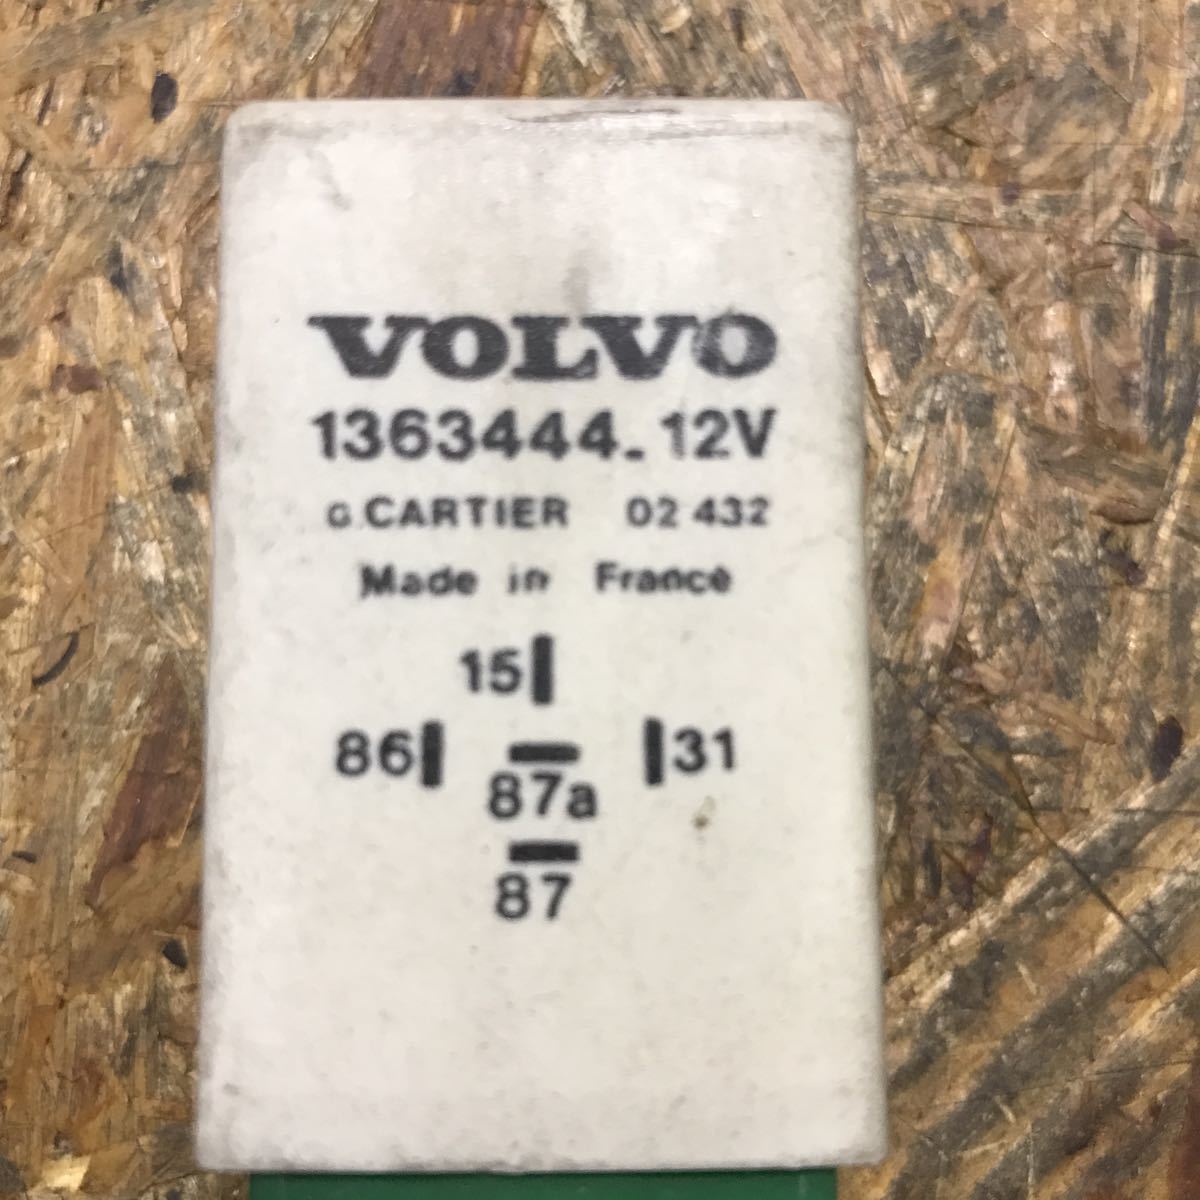 VOLVO
1363444. 12V
G.CARTIER 02 432
Made in France
15
86 31
87a
87